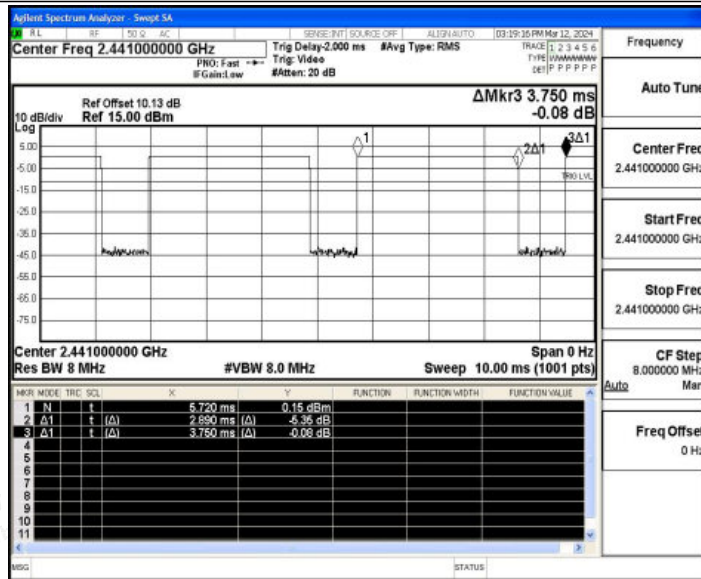 Agilent Spectrum Analyzer - Swept SA
RL RF 50 Ω AC SENSE:INT SOURCE OFF ALIGN AUTO 03:19:16 PM Mar 12, 2024
Center Freq 2.441000000 GHz
PNO: Fast
IFGain:Low
Trig Delay-2.000 ms
Trig: Video
#Atten: 20 dB
#Avg Type: RMS
TRACE 1 2 3 4 5 6
TYPE
DET P P P P P P
Ref Offset 10.13 dB
Ref 15.00 dBm
10 dB/div
Log
ΔMkr3 3.750 ms
-0.08 dB
1
2Δ1
3Δ1
TRIG LVL
5.00
-5.00
-15.0
-25.0
-35.0
-45.0
-55.0
-65.0
-75.0
Center 2.441000000 GHz Span 0 Hz
Res BW 8 MHz #VBW 8.0 MHz Sweep 10.00 ms (1001 pts)
MKR MODE TRC SCL X Y FUNCTION FUNCTION WIDTH FUNCTION VALUE
1 N t 5.720 ms 0.15 dBm
2 Δ1 t (Δ) 2.890 ms (Δ) -5.36 dB
3 Δ1 t (Δ) 3.750 ms (Δ) -0.08 dB
4
5
6
7
8
9
10
11
MSG STATUS
Frequency
Auto Tune
Center Freq
2.441000000 GHz
Start Freq
2.441000000 GHz
Stop Freq
2.441000000 GHz
CF Step
8.000000 MHz
Auto Man
Freq Offset
0 Hz